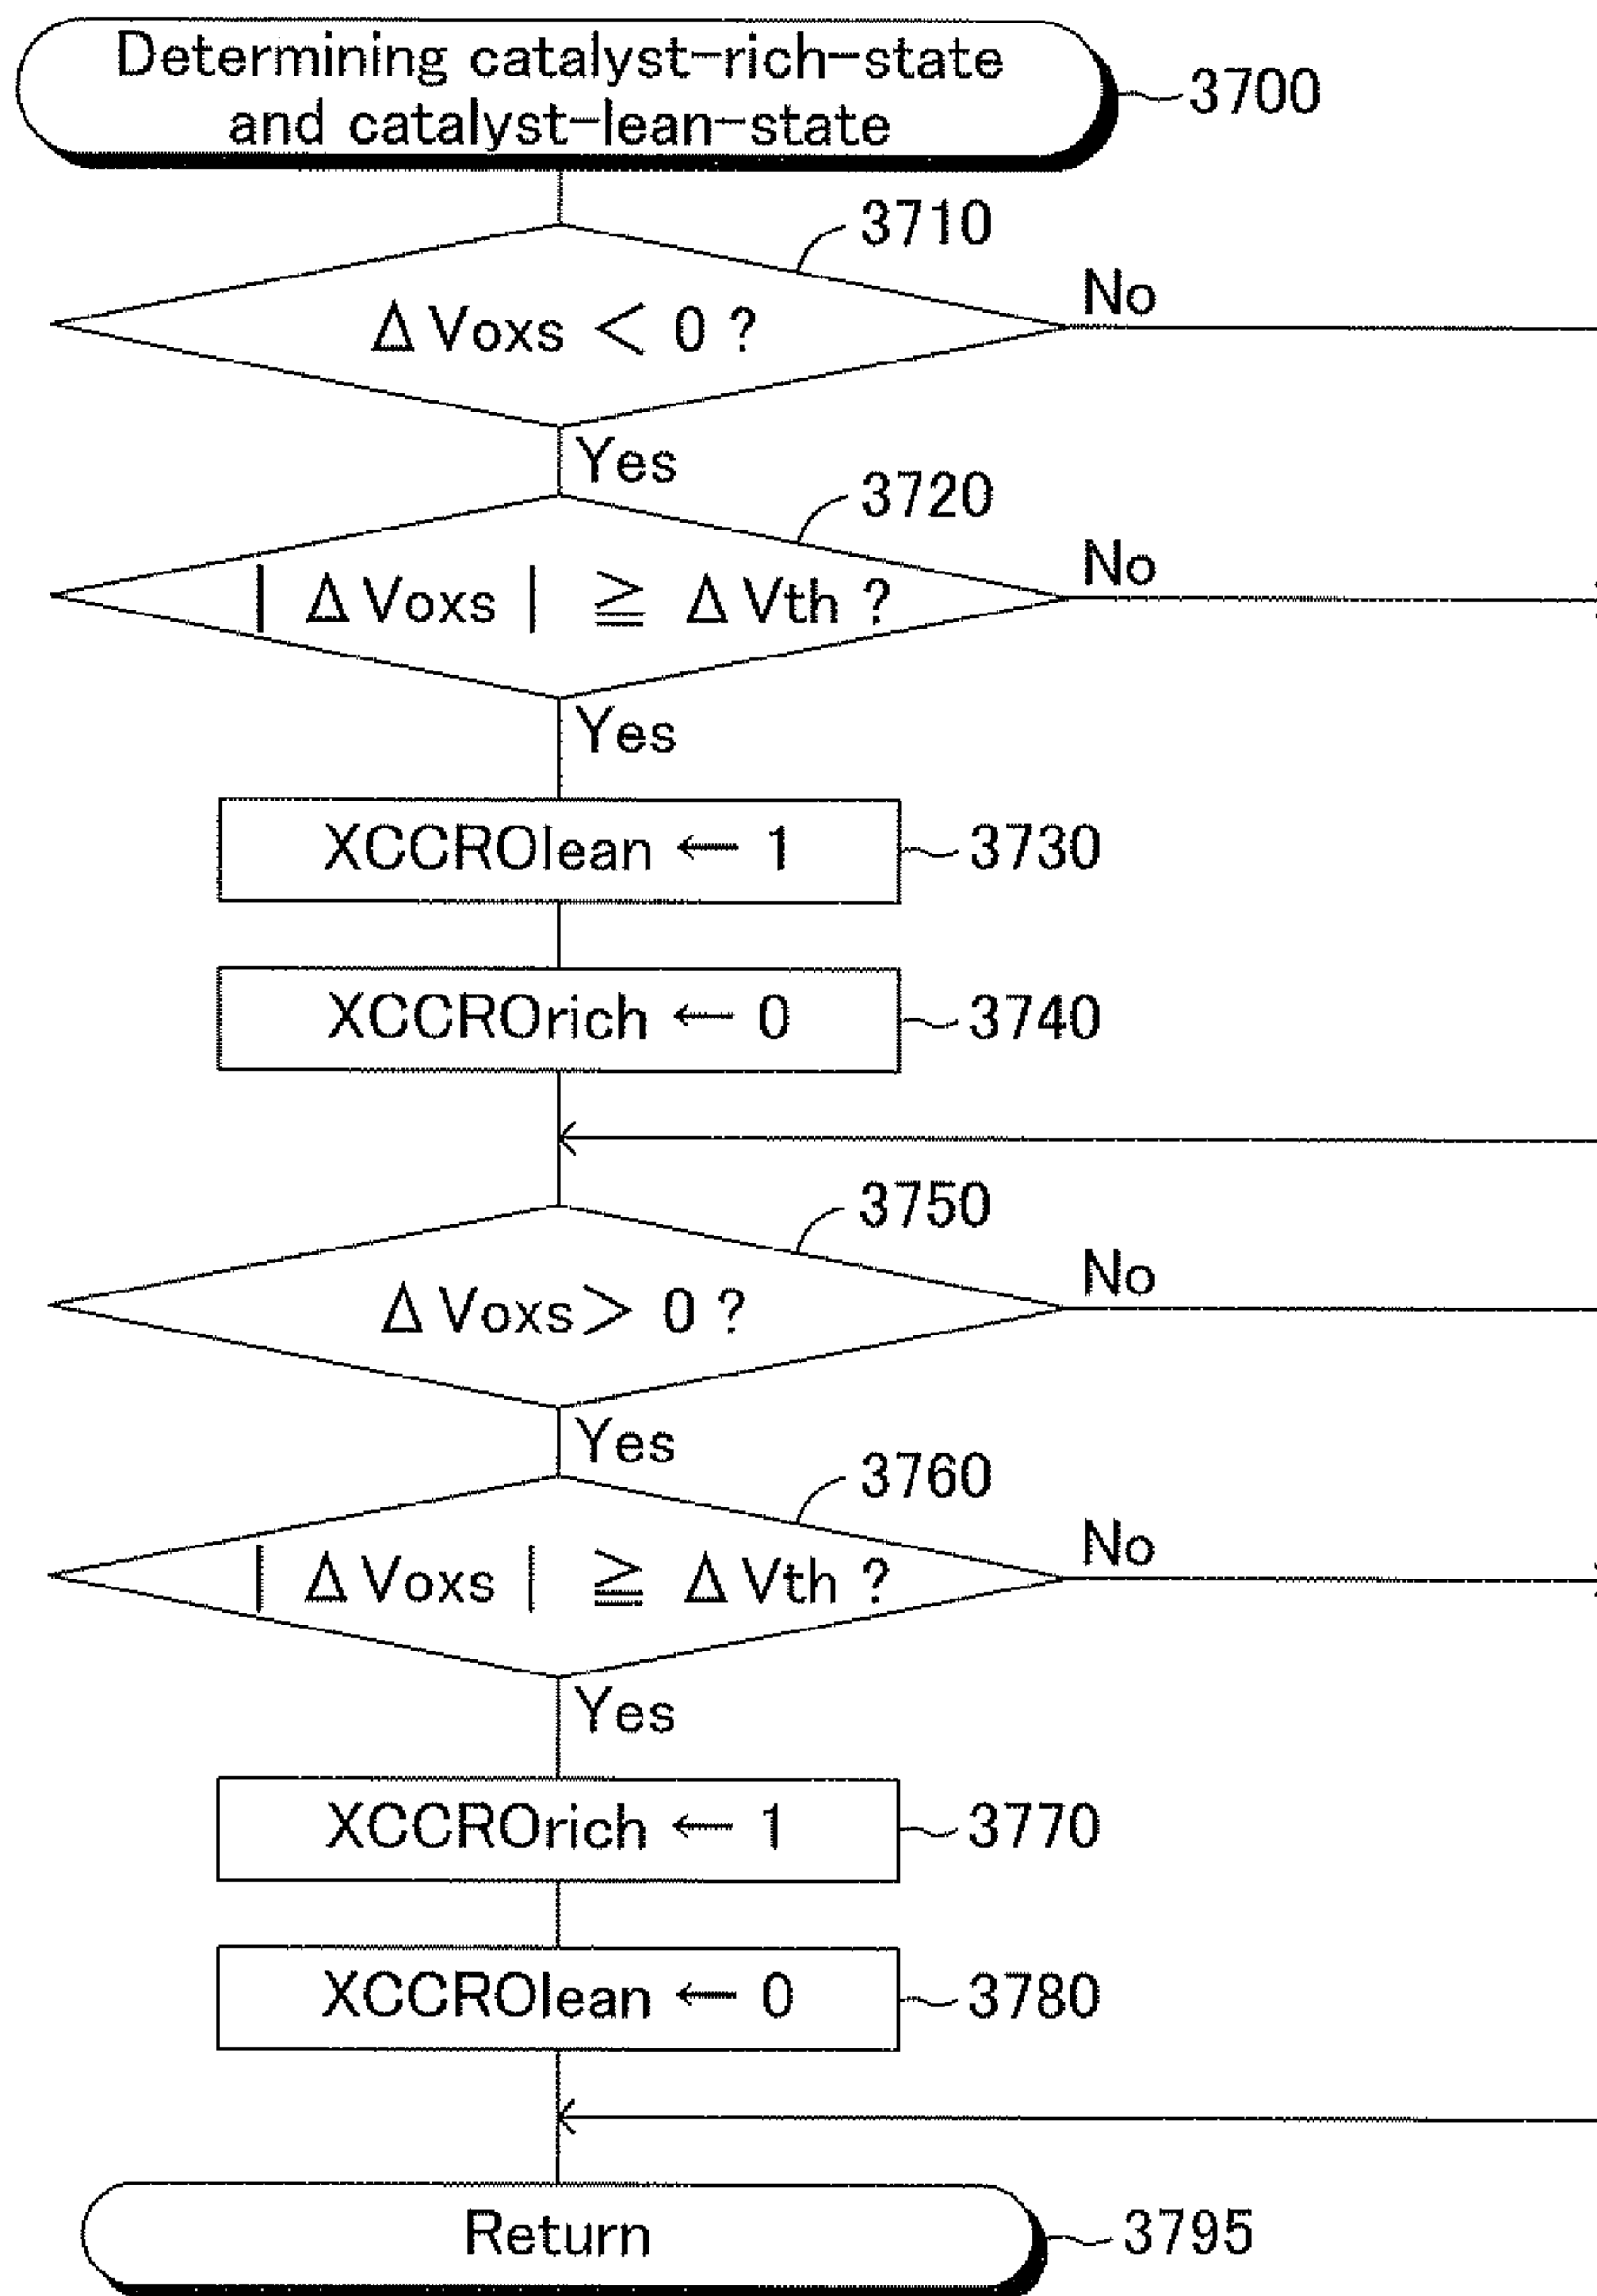 Determining catalyst-rich-state
and catalyst-lean-state
3700
3710
ΔVoxs < 0 ?
No
Yes
3720
| ΔVoxs | ≧ ΔVth ?
No
Yes
XCCROlean ← 1
3730
XCCROrich ← 0
3740
3750
ΔVoxs > 0 ?
No
Yes
3760
| ΔVoxs | ≧ ΔVth ?
No
Yes
XCCROrich ← 1
3770
XCCROlean ← 0
3780
Return
3795